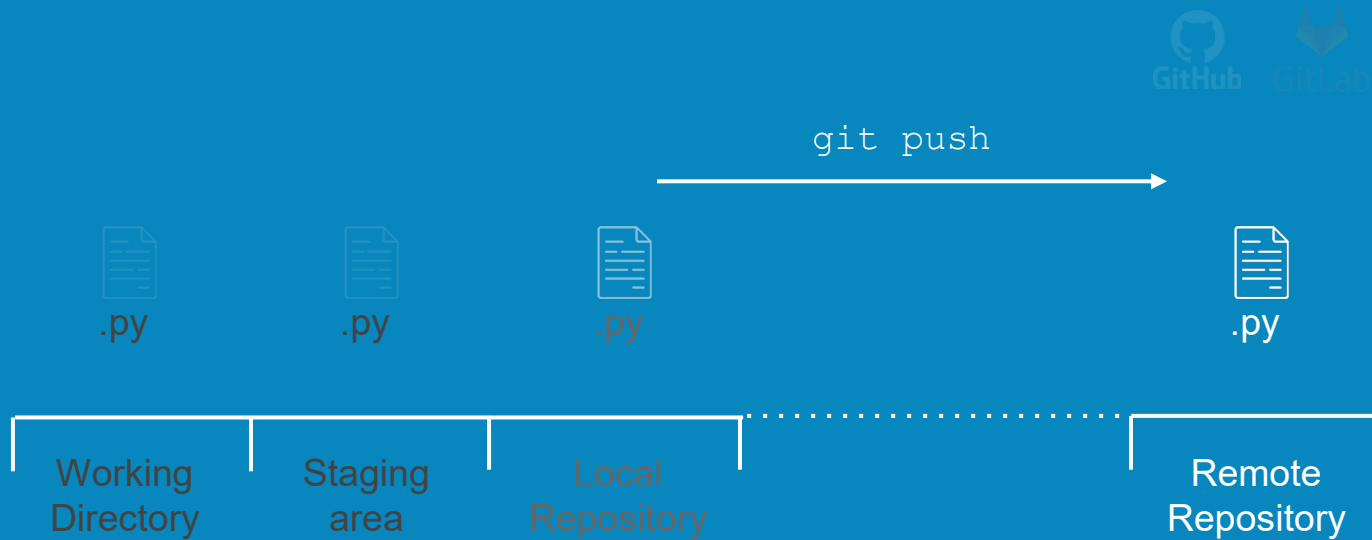 GitHub GitLab
git push
.py .py .py .py
Working Staging Local Remote
Directory area Repository Repository